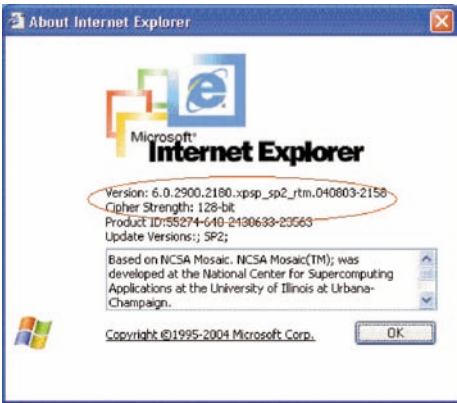 About Internet Explorer
Microsoft®
Internet Explorer
Version: 6.0.2900.2180.xpsp_sp2_rtm.040803-2158
Cipher Strength: 128-bit
Product ID:55274-640-2430633-23563
Update Versions:; SP2;
Based on NCSA Mosaic. NCSA Mosaic(TM); was
developed at the National Center for Supercomputing
Applications at the University of Illinois at Urbana-
Champaign.
Copyright ©1995-2004 Microsoft Corp.
OK